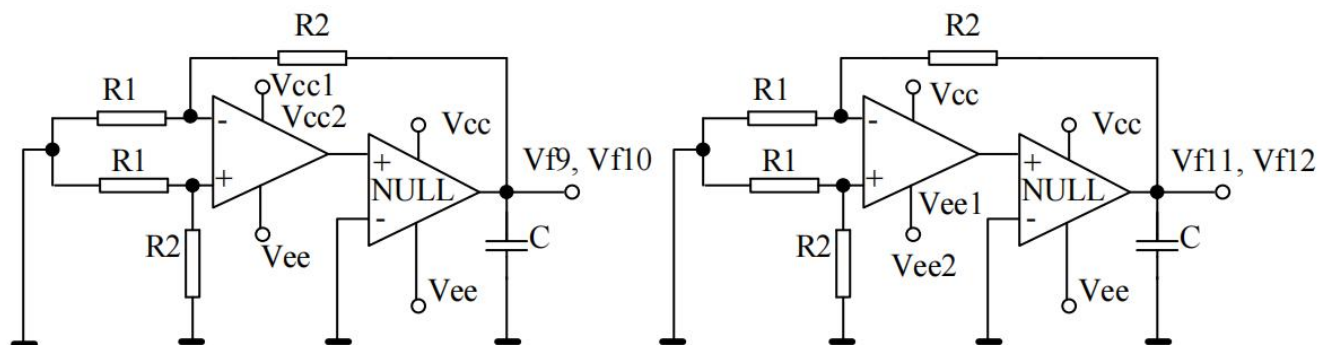 R2
R1
Vcc1
Vcc2
-
Vcc
Vf9, Vf10
R1
+
+
NULL
-
R2
Vee
C
Vee
R2
R1
Vcc
-
Vcc
Vf11, Vf12
R1
+
+
NULL
Vee1
-
R2
C
Vee2
Vee